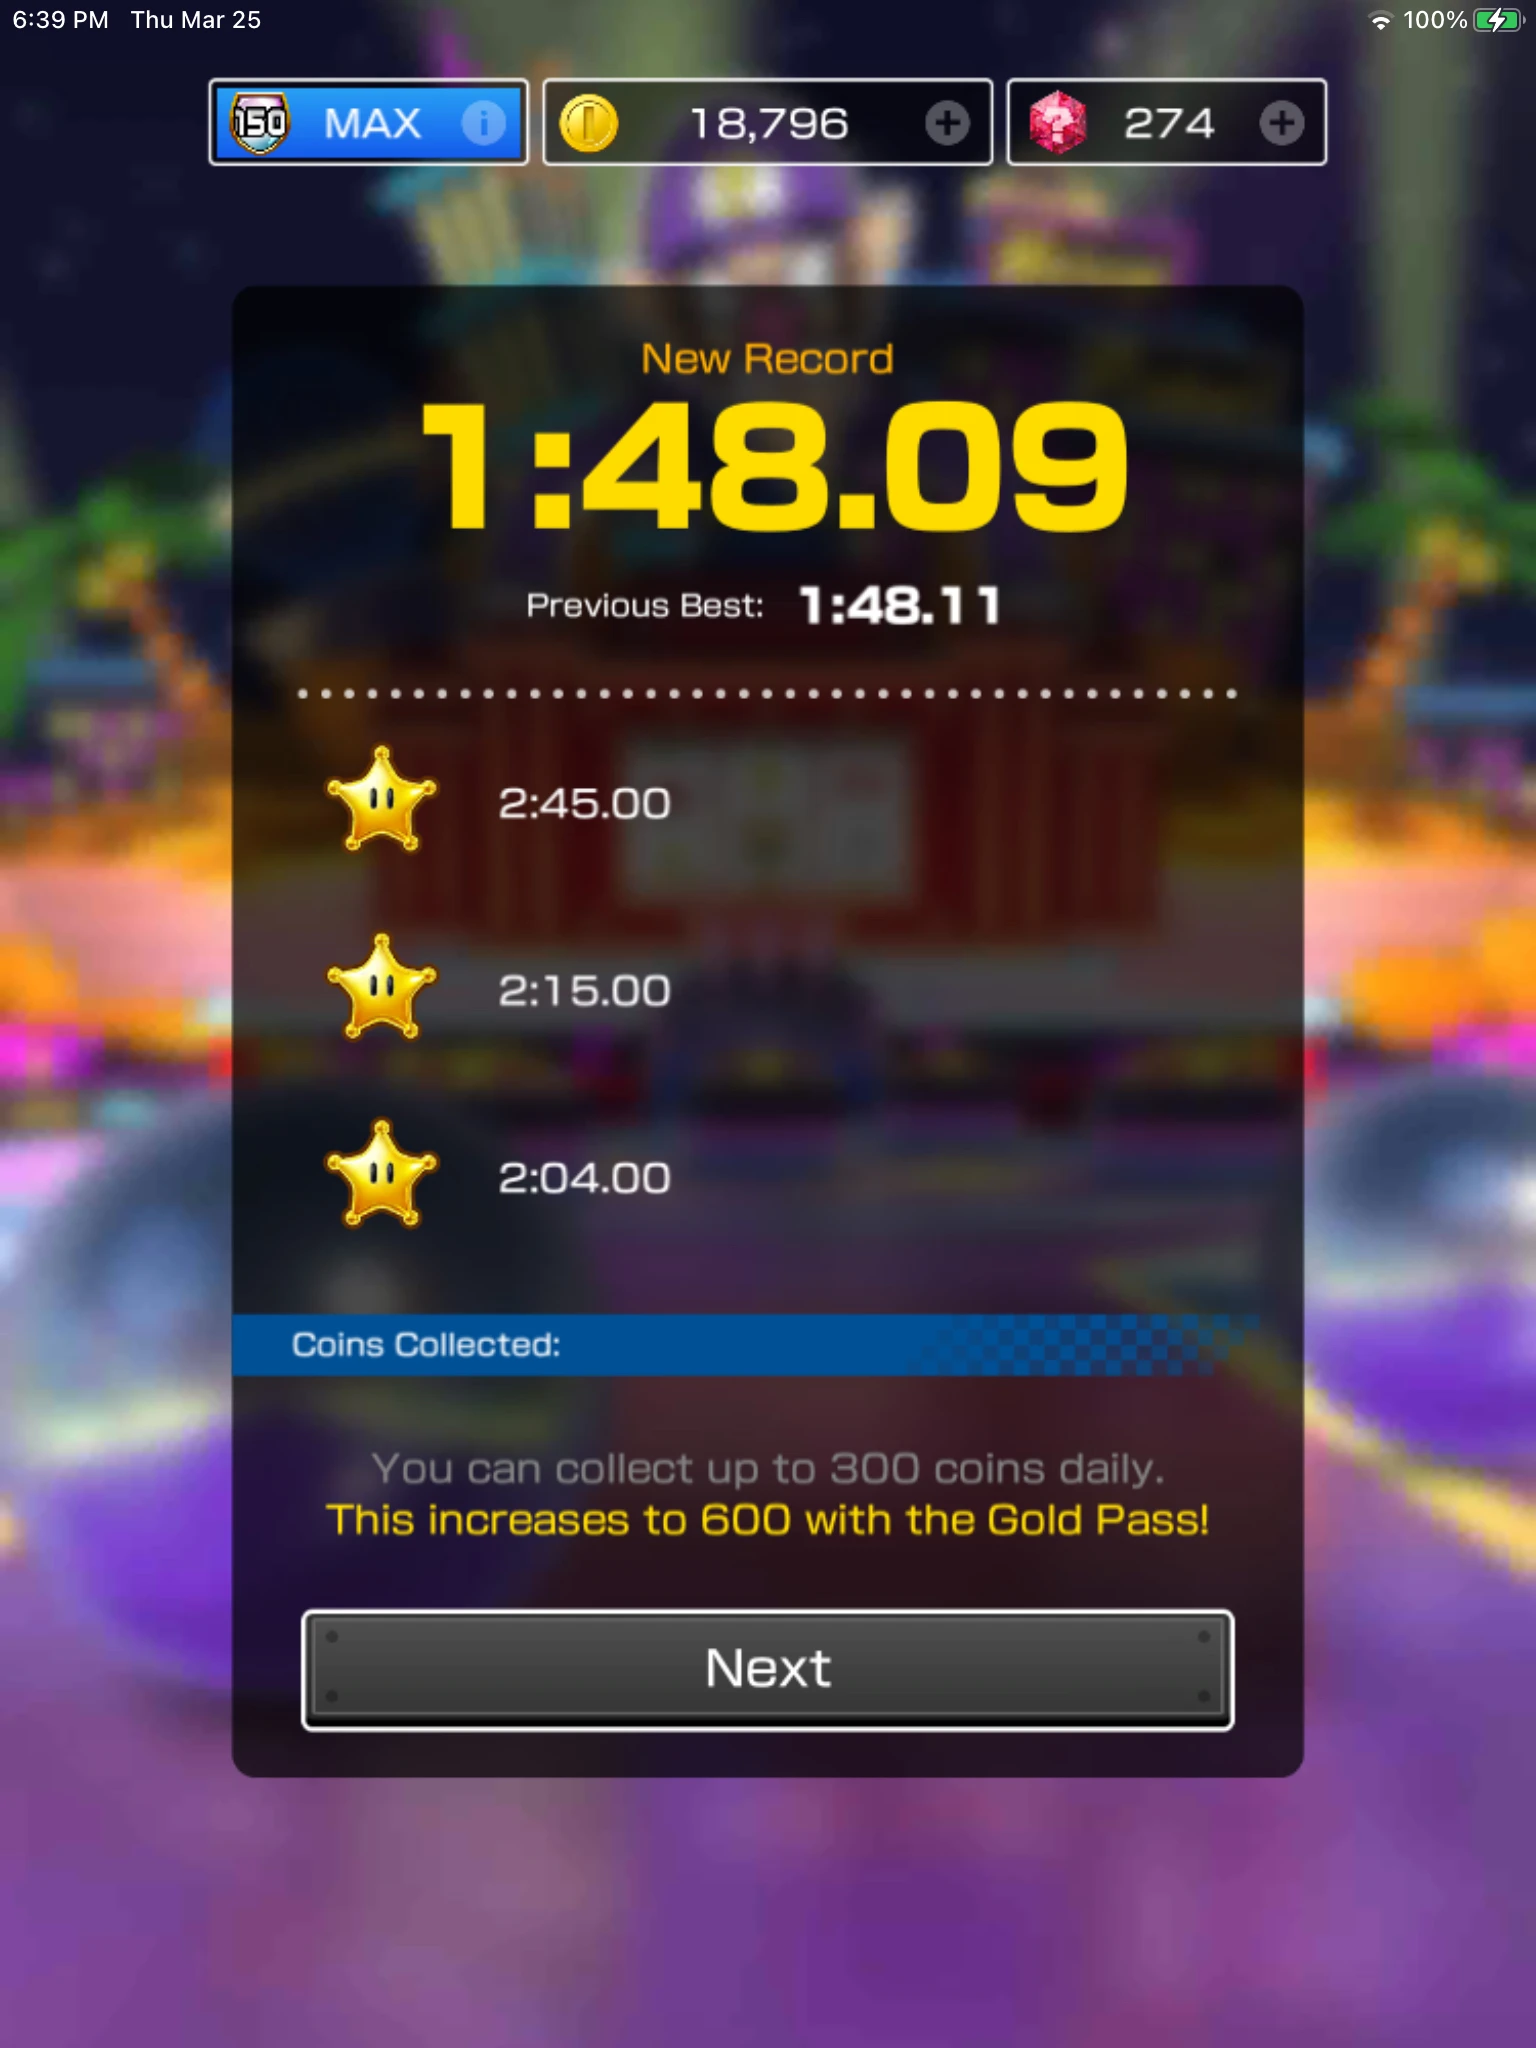 6:39 PM Thu Mar 25
100%
150 MAX i 18,796 + ? 274 +
New Record
1:48.09
Previous Best: 1:48.11
2:45.00
2:15.00
2:04.00
Coins Collected:
You can collect up to 300 coins daily.
This increases to 600 with the Gold Pass!
Next